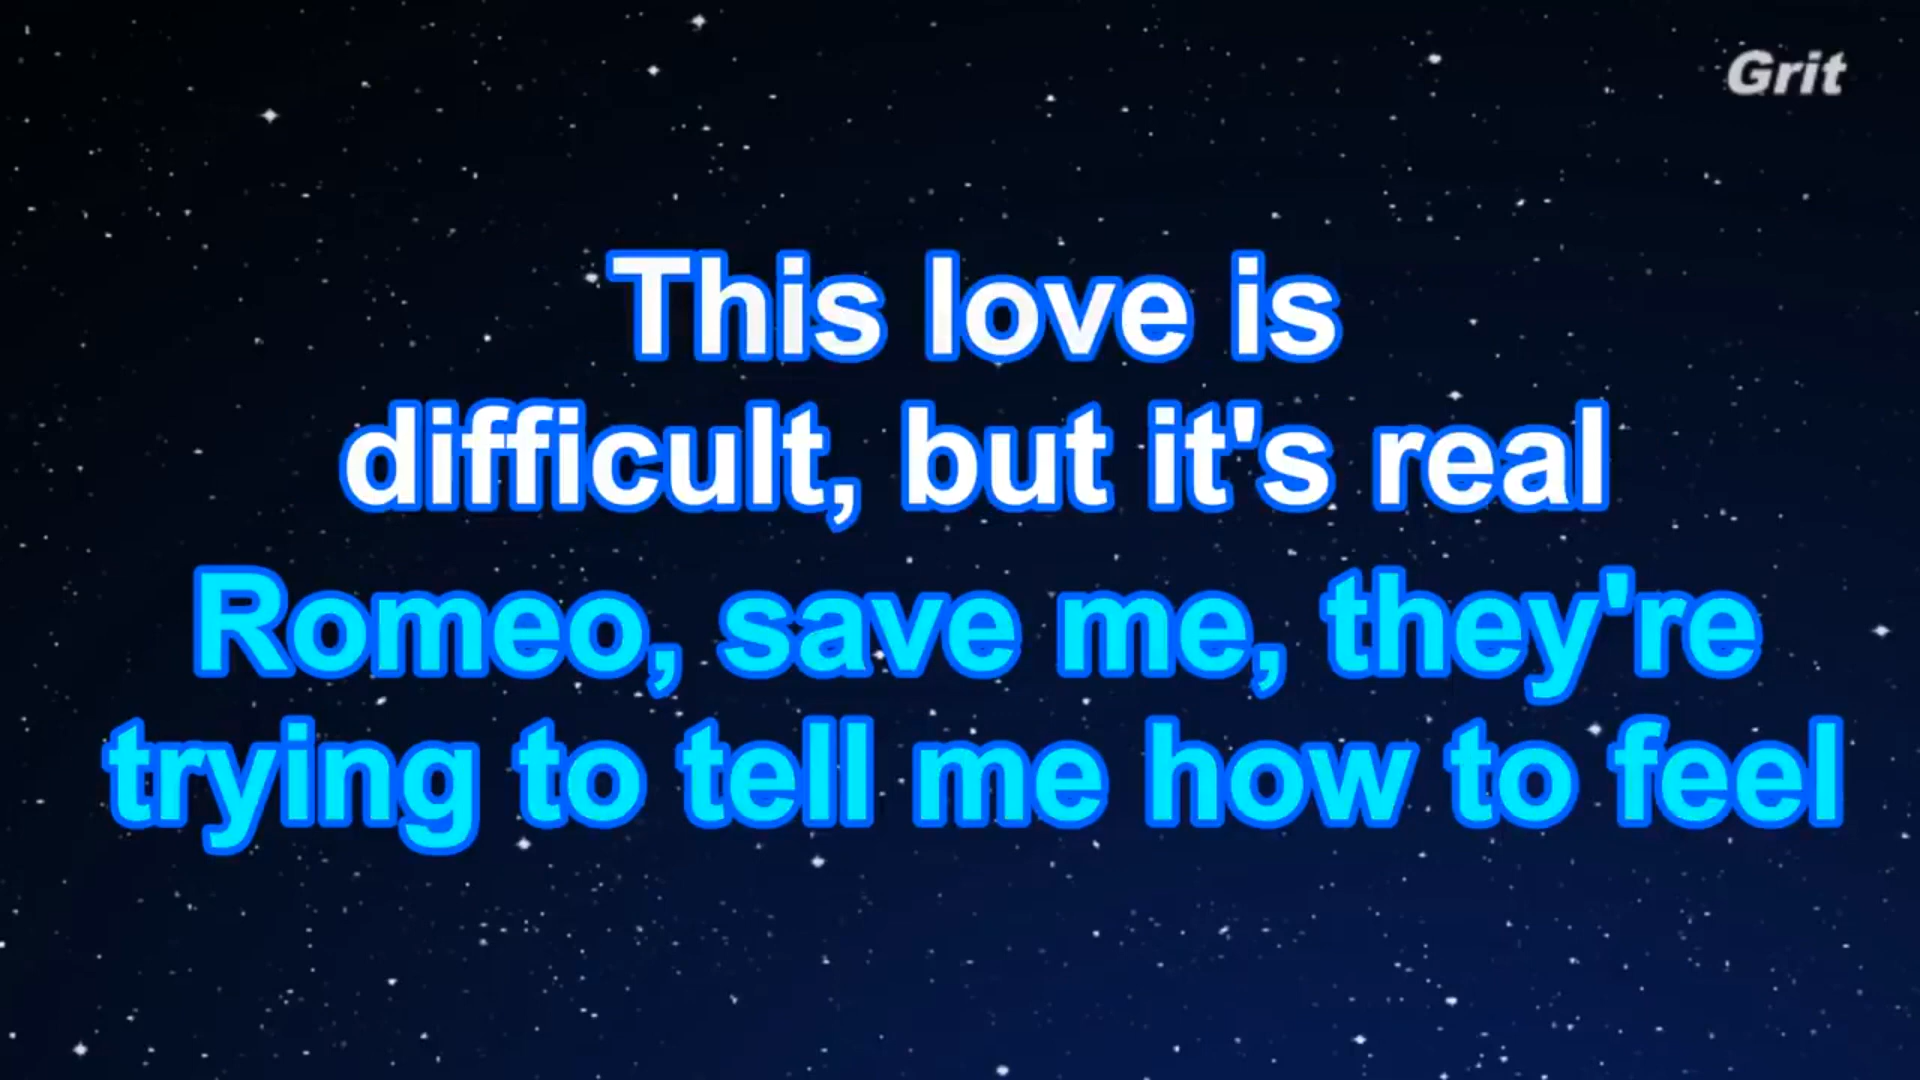 Grit
This love is
difficult, but it's real
Romeo, save me, they're
trying to tell me how to feel